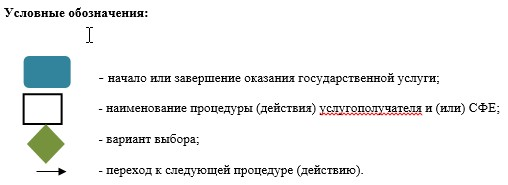 Условные обозначения:
- начало или завершение оказания государственной услуги;
- наименование процедуры (действия) услугополучателя и (или) СФЕ;
- вариант выбора;
- переход к следующей процедуре (действию).